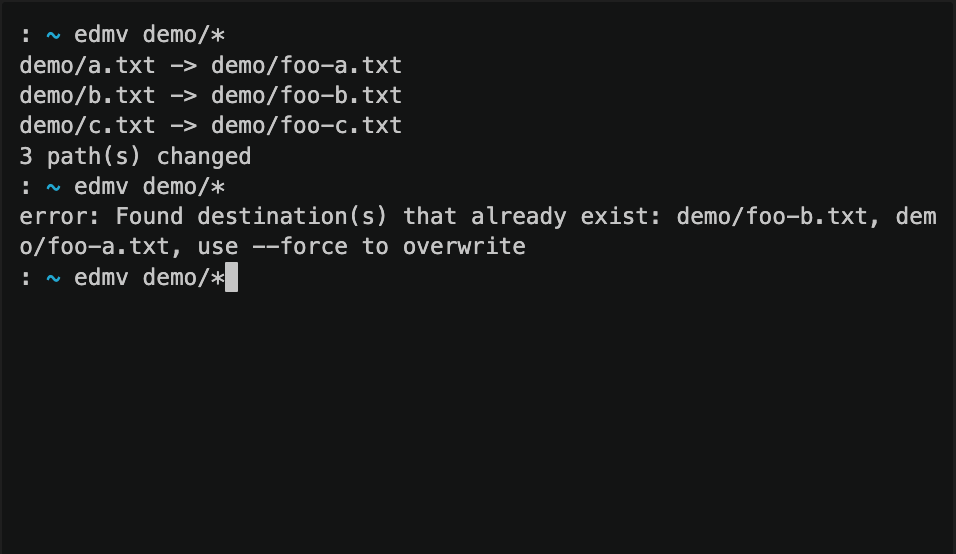 : ~ edmv demo/*
demo/a.txt -> demo/foo-a.txt
demo/b.txt -> demo/foo-b.txt
demo/c.txt -> demo/foo-c.txt
3 path(s) changed
: ~ edmv demo/*
error: Found destination(s) that already exist: demo/foo-b.txt, dem
o/foo-a.txt, use --force to overwrite
: ~ edmv demo/*